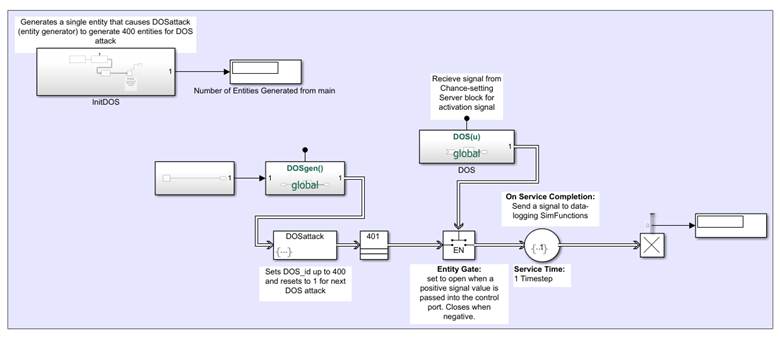 Generates a single entity that causes DOSattack
(entity generator) to generate 400 entities for DOS
attack
1
InitDOS
Number of Entities Generated from main
Recieve signal from
Chance-setting
Server block for
activation signal
DOS(u)
global
1
DOS
DOSgen()
global
1
1
1
On Service Completion:
Send a signal to data-
logging SimFunctions
DOSattack
{...}
401
EN
{..1}
Sets DOS_id up to 400
and resets to 1 for next
DOS attack
Entity Gate:
set to open when a
positive signal value is
passed into the control
port. Closes when
negative.
Service Time:
1 Timestep